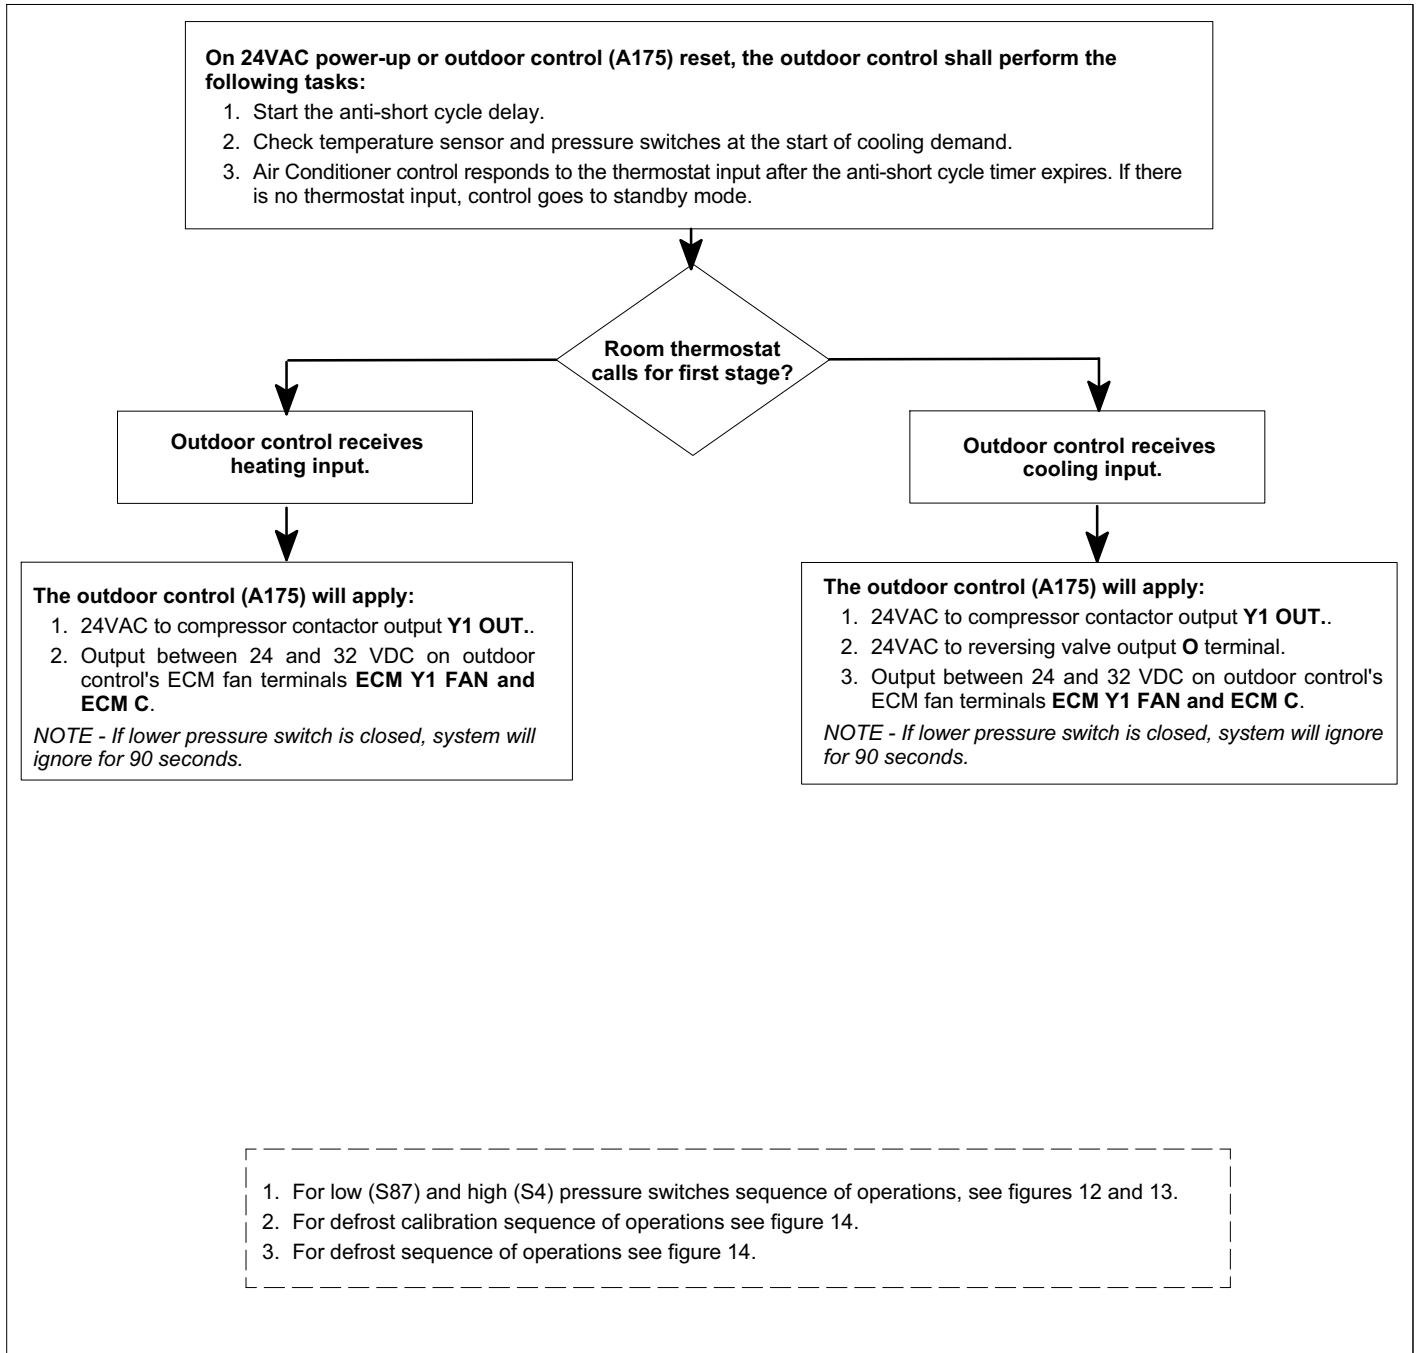 On 24VAC power-up or outdoor control (A175) reset, the outdoor control shall perform the
following tasks:
1. Start the anti-short cycle delay.
2. Check temperature sensor and pressure switches at the start of cooling demand.
3. Air Conditioner control responds to the thermostat input after the anti-short cycle timer expires. If there
is no thermostat input, control goes to standby mode.
Room thermostat
calls for first stage?
Outdoor control receives
heating input.
Outdoor control receives
cooling input.
The outdoor control (A175) will apply:
1. 24VAC to compressor contactor output Y1 OUT..
2. Output between 24 and 32 VDC on outdoor
control's ECM fan terminals ECM Y1 FAN and
ECM C.
NOTE - If lower pressure switch is closed, system will
ignore for 90 seconds.
The outdoor control (A175) will apply:
1. 24VAC to compressor contactor output Y1 OUT..
2. 24VAC to reversing valve output O terminal.
3. Output between 24 and 32 VDC on outdoor control's
ECM fan terminals ECM Y1 FAN and ECM C.
NOTE - If lower pressure switch is closed, system will ignore
for 90 seconds.
1. For low (S87) and high (S4) pressure switches sequence of operations, see figures 12 and 13.
2. For defrost calibration sequence of operations see figure 14.
3. For defrost sequence of operations see figure 14.